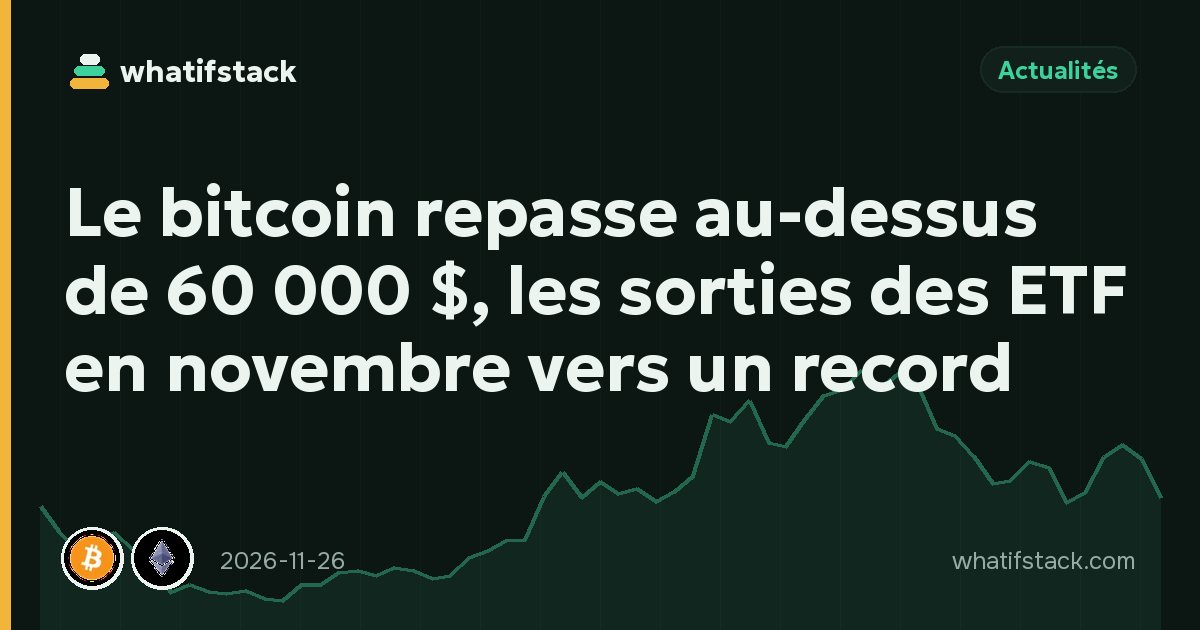 whatifstack
Actualités
Le bitcoin repasse au-dessus
de 60 000 $, les sorties des ETF
en novembre vers un record
2026-11-26
whatifstack.com